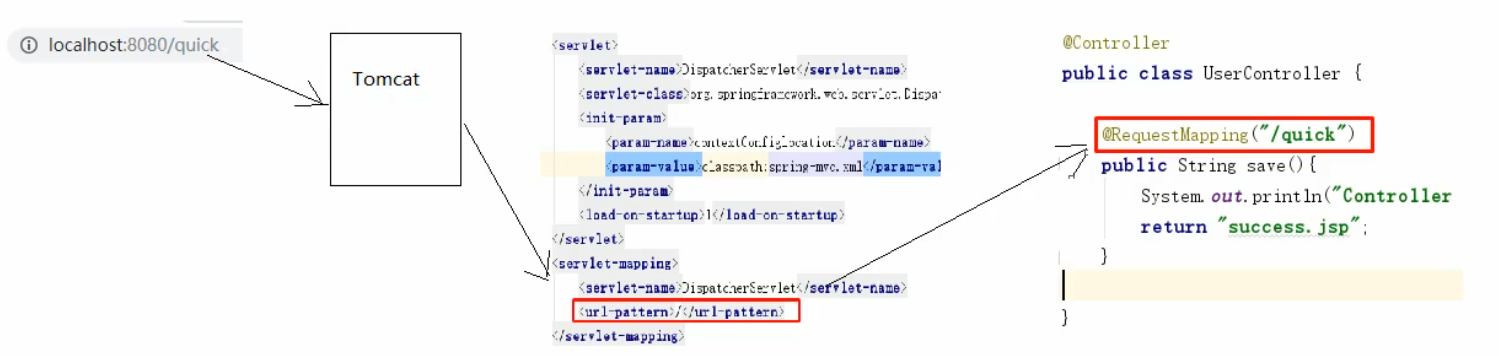 localhost:8080/quick
Tomcat
<servlet>
<servlet-name>DispatcherServlet</servlet-name>
<servlet-class>org.springframework.web.servlet.Dispa
<init-param>
<param-name>contextConfiglocation</param-name>
<param-value>classpath:spring-mvc.xml</param-val
</init-param>
<load-on-startup>1</load-on-startup>
</servlet>
<servlet-mapping>
<servlet-name>DispatcherServlet</servlet-name>
<url-pattern>/</url-pattern>
</servlet-mapping>
@Controller
public class UserController {
@RequestMapping("/quick")
public String save(){
System.out.println("Controller
return "success.jsp";
}
}